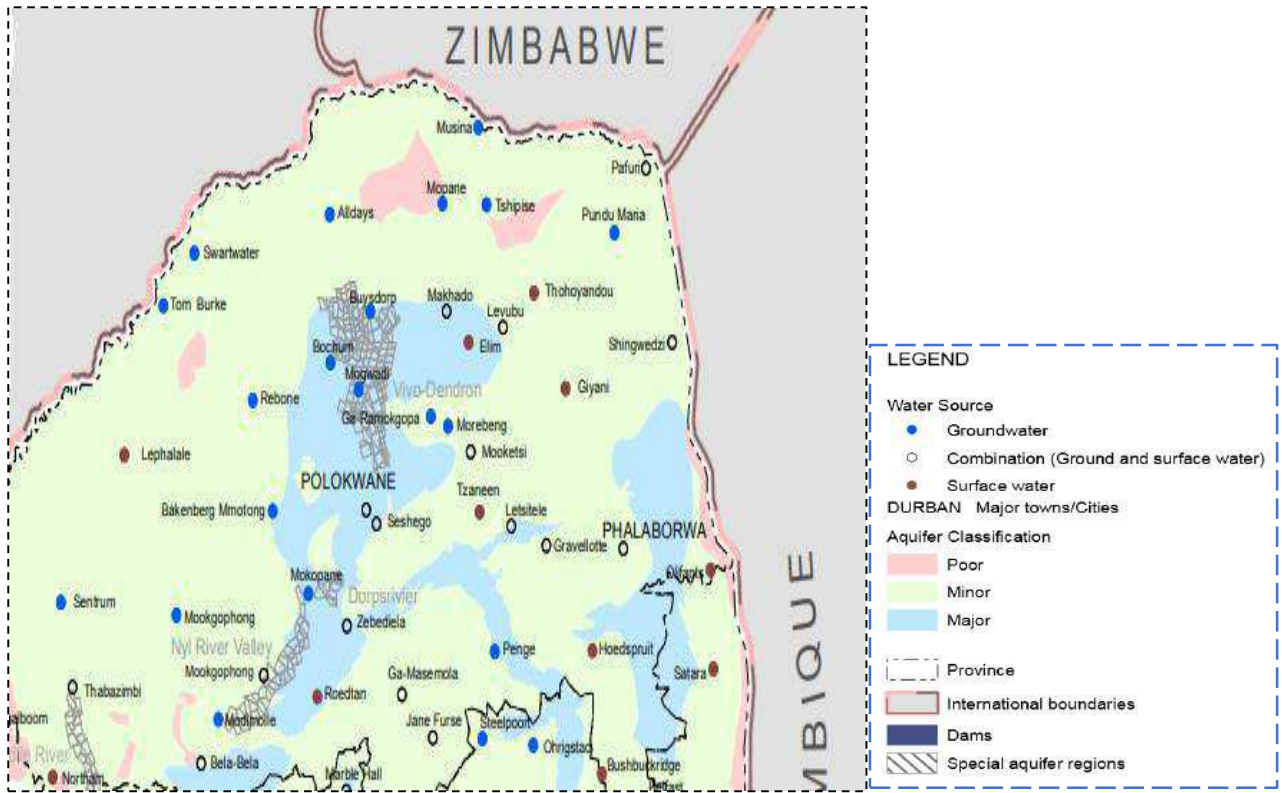 ZIMBABWE
Musina
Pafuri
Mopane
Tshipise
Alldays
Pundu Maria
Swartwater
Thohoyandou
Tom Burke
Buysdorp
Makhado
Levubu
Elim
Shingwedzi
Bochum
Mogwadi
Vivo-Dendron
Giyani
Rebone
Ga-Ramokgopa
Morebeng
Mooketsi
Lephalale
POLOKWANE
Tzaneen
Bakenberg Mmotong
Seshego
Letsitele
PHALABORWA
Gravellotte
Olifants
Mokopane
Dorpsrivier
Sentrum
Mookgophong
Zebediela
Nyl River Valley
Penge
Hoedspruit
Mookgophong
Satara
Thabazimbi
Ga-Masemola
Roedtan
Modimolle
Jane Furse
Steelpoort
Ohrigstad
aaboom
River
Bela-Bela
Northam
Marble Hall
Bushbuckridge
MBIQUE
LEGEND
Water Source
Groundwater
Combination (Ground and surface water)
Surface water
DURBAN Major towns/Cities
Aquifer Classification
Poor
Minor
Major
Province
International boundaries
Dams
Special aquifer regions